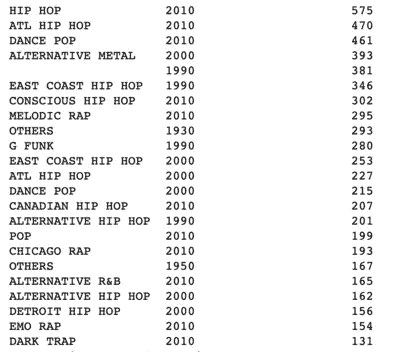 HIP HOP 2010 575
ATL HIP HOP 2010 470
DANCE POP 2010 461
ALTERNATIVE METAL 2000 393
1990 381
EAST COAST HIP HOP 1990 346
CONSCIOUS HIP HOP 2010 302
MELODIC RAP 2010 295
OTHERS 1930 293
G FUNK 1990 280
EAST COAST HIP HOP 2000 253
ATL HIP HOP 2000 227
DANCE POP 2000 215
CANADIAN HIP HOP 2010 207
ALTERNATIVE HIP HOP 1990 201
POP 2010 199
CHICAGO RAP 2010 193
OTHERS 1950 167
ALTERNATIVE R&B 2010 165
ALTERNATIVE HIP HOP 2000 162
DETROIT HIP HOP 2000 156
EMO RAP 2010 154
DARK TRAP 2010 131